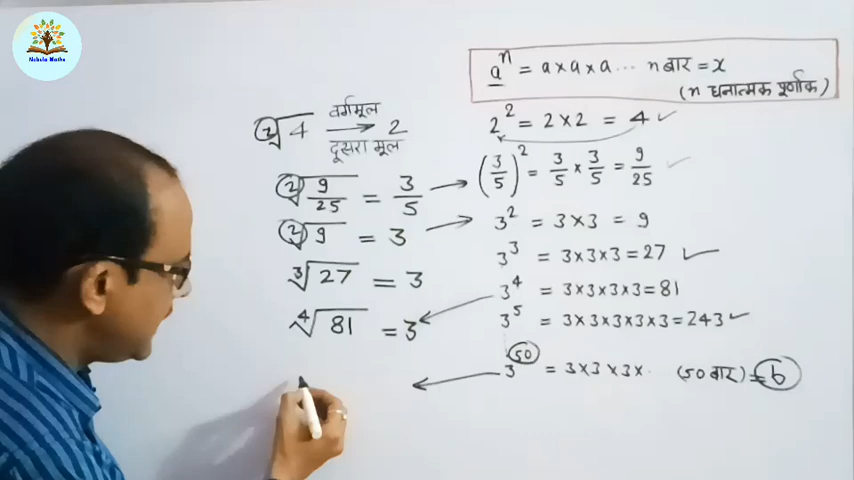 Nebula Maths
aⁿ = a×a×a... n बार = x
(n धनात्मक पूर्णांक)
²√4 वर्गमूल → 2
दूसरा मूल
2² = 2×2 = 4 ✓
²√(9/25) = 3/5 → (3/5)² = 3/5 × 3/5 = 9/25 ✓
²√9 = 3 → 3² = 3×3 = 9
³√27 = 3
3³ = 3×3×3 = 27 ✓
3⁴ = 3×3×3×3 = 81
⁴√81 = 3 ←
3⁵ = 3×3×3×3×3 = 243 ✓
← 3⁵⁰ = 3×3×3×. (50 बार) = b